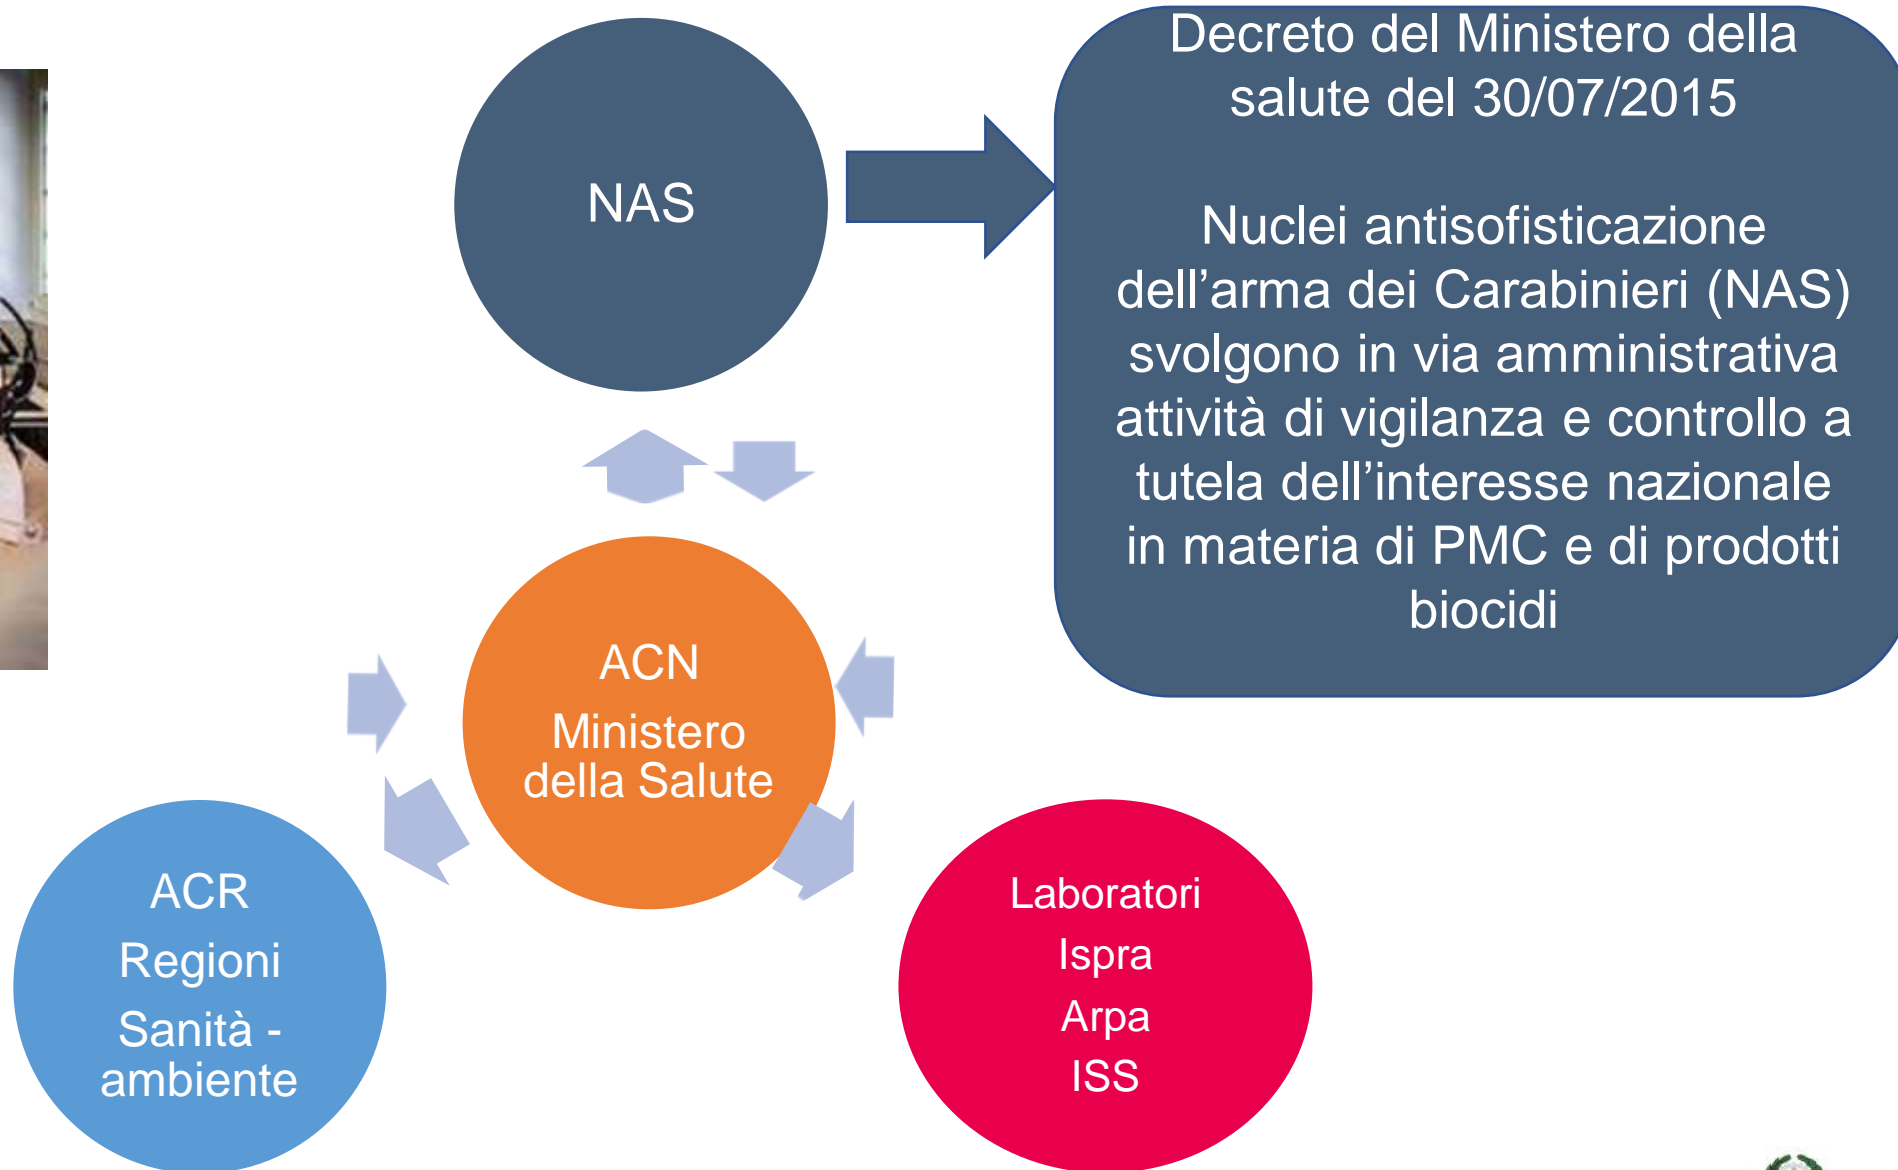 NAS
Decreto del Ministero della
salute del 30/07/2015
Nuclei antisofisticazione
dell’arma dei Carabinieri (NAS)
svolgono in via amministrativa
attività di vigilanza e controllo a
tutela dell’interesse nazionale
in materia di PMC e di prodotti
biocidi
ACN
Ministero
della Salute
ACR
Regioni
Sanità -
ambiente
Laboratori
Ispra
Arpa
ISS